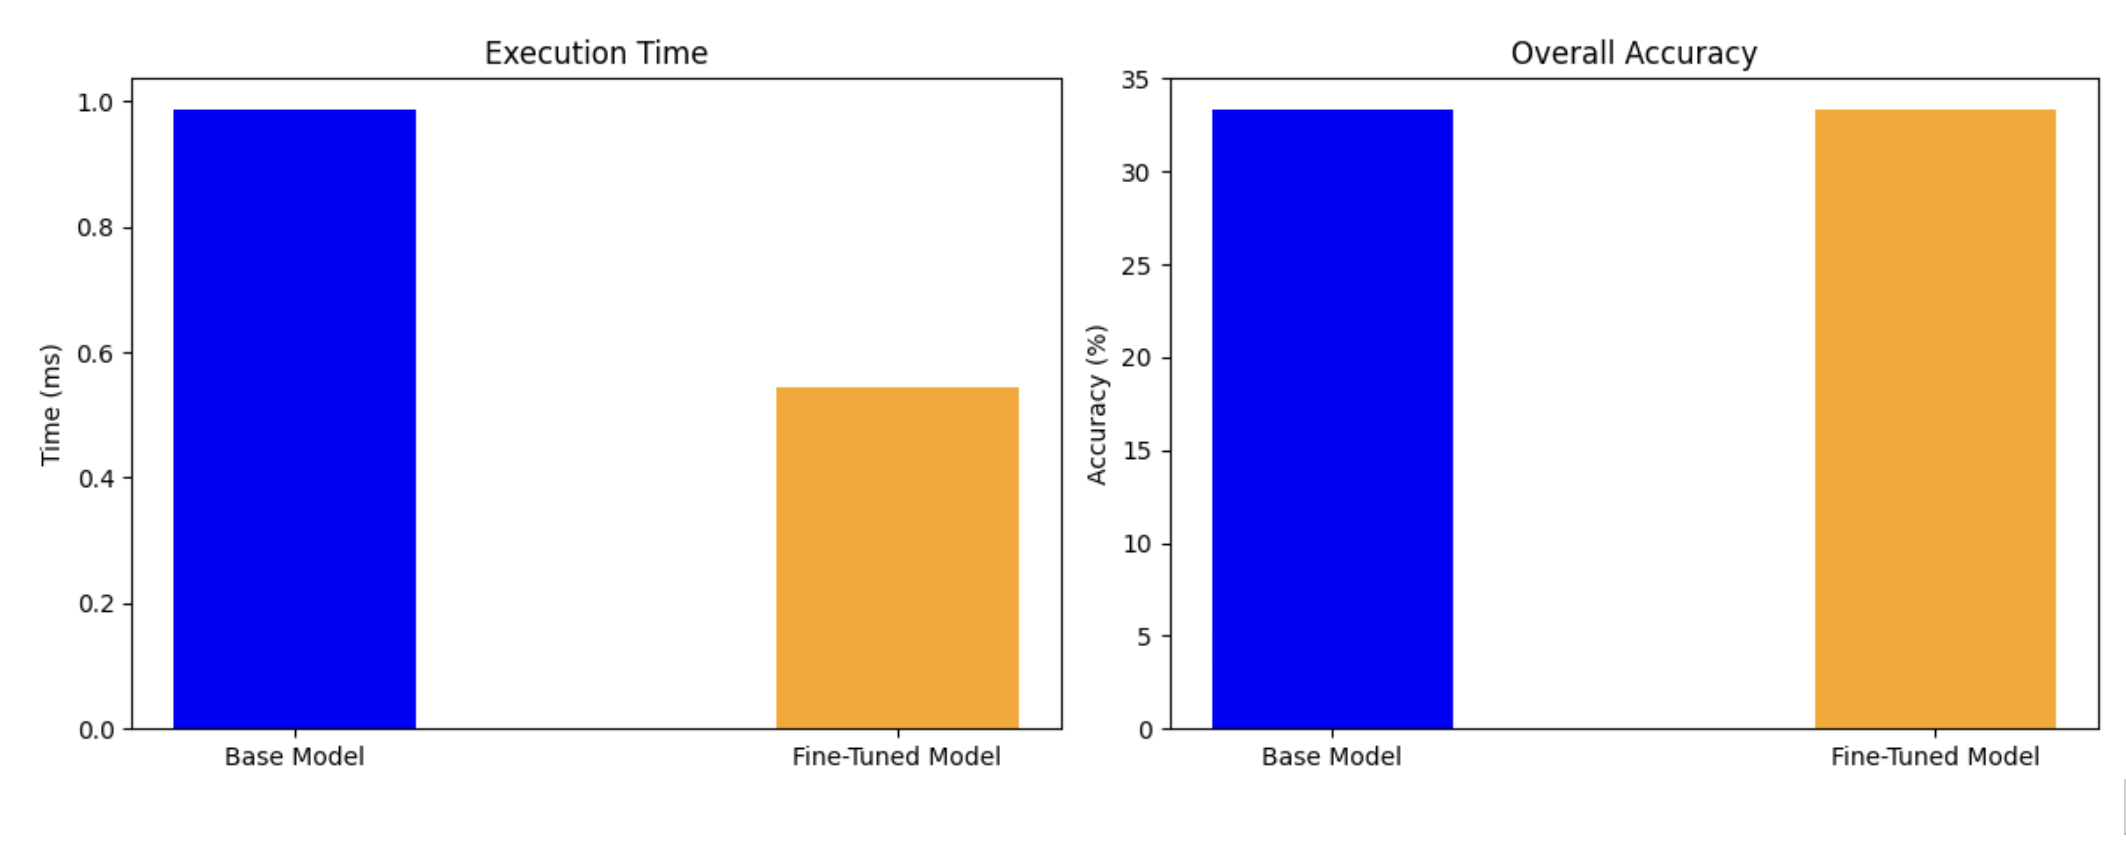 Execution Time
Time (ms)
1.0
0.8
0.6
0.4
0.2
0.0
Base Model
Fine-Tuned Model
Overall Accuracy
Accuracy (%)
35
30
25
20
15
10
5
0
Base Model
Fine-Tuned Model